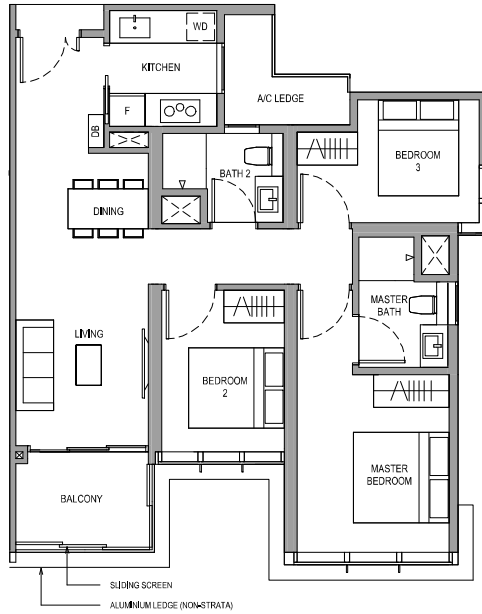 WD
KITCHEN
A/C LEDGE
F
DB
BATH 2
BEDROOM
3
DINING
MASTER
BATH
LIVING
BEDROOM
2
MASTER
BEDROOM
BALCONY
SLIDING SCREEN
ALUMINIUM LEDGE (NON-STRATA)